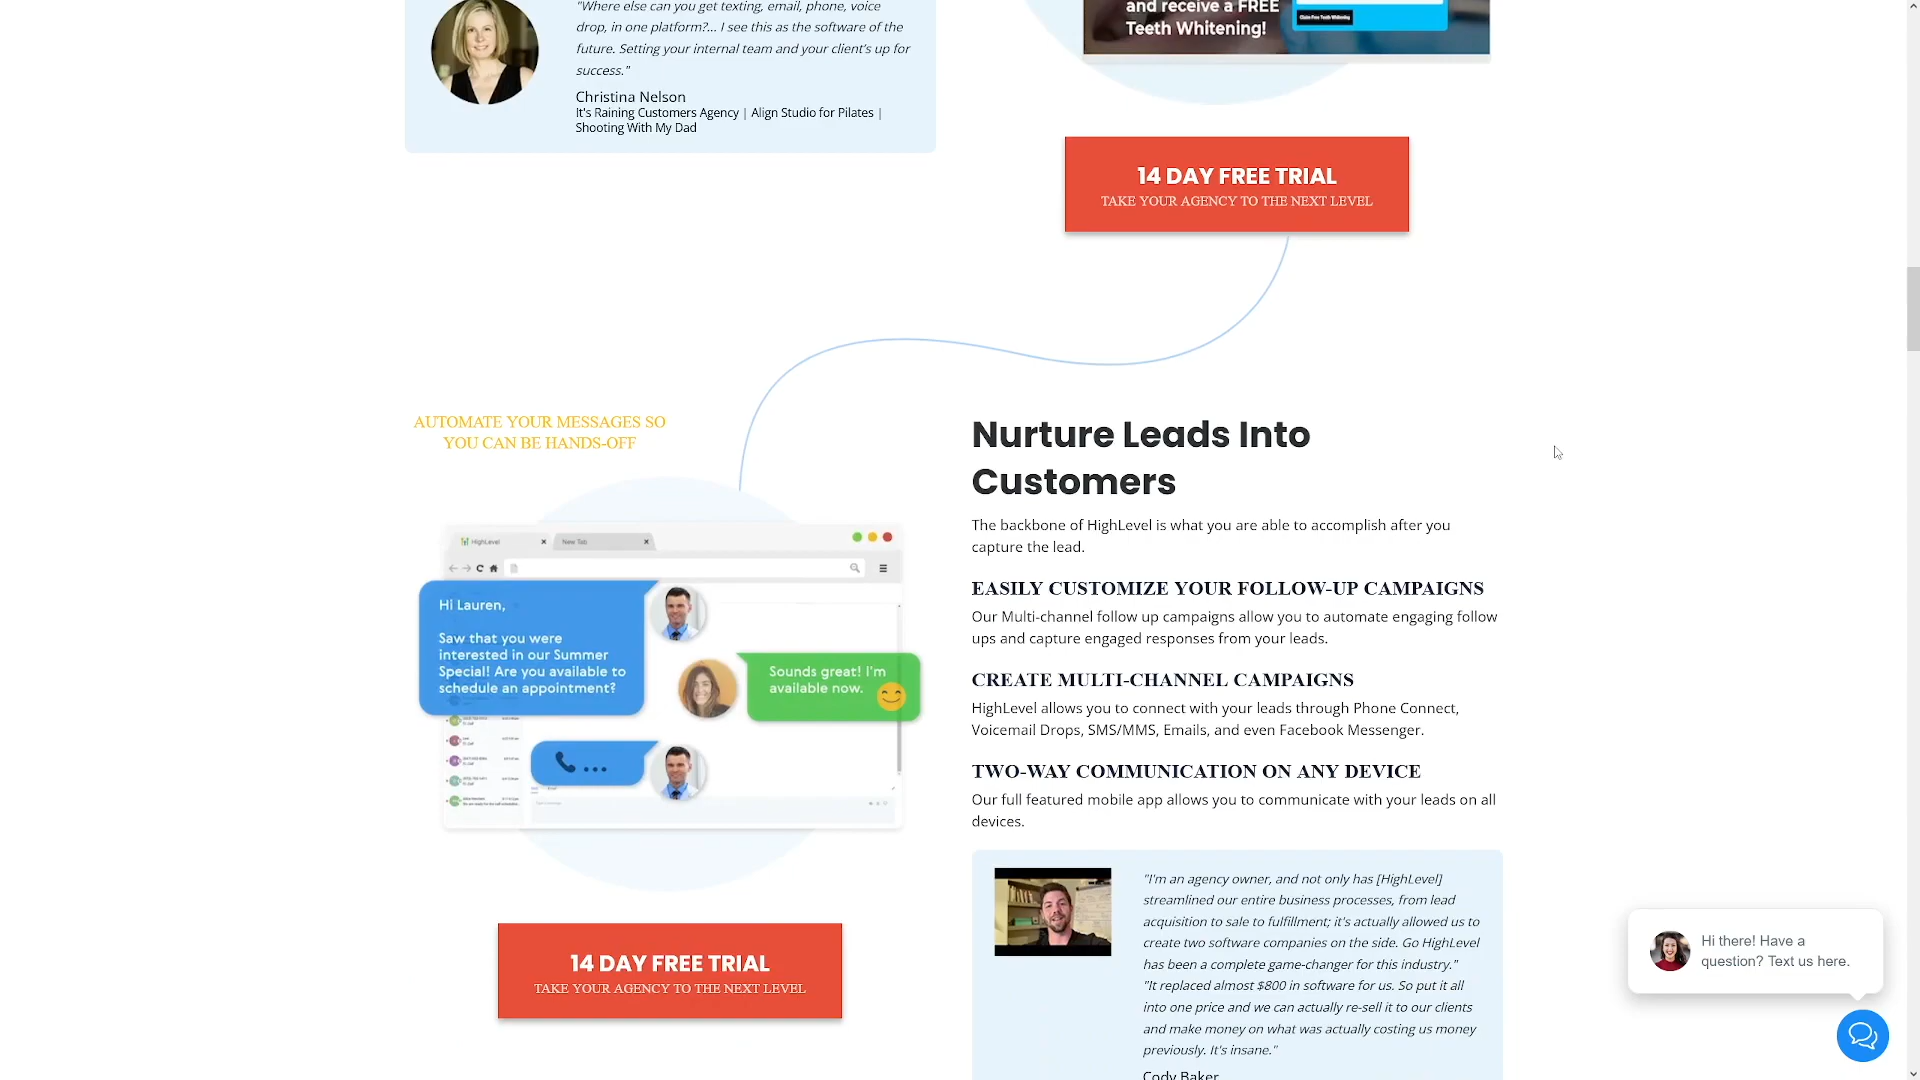 "Where else can you get texting, email, phone, voice
drop, in one platform?... I see this as the software of the
future. Setting your internal team and your client's up for
success."
Christina Nelson
It's Raining Customers Agency | Align Studio for Pilates |
Shooting With My Dad
and receive a FREE
Teeth Whitening!
Claim Free Teeth Whitening
14 DAY FREE TRIAL
TAKE YOUR AGENCY TO THE NEXT LEVEL
AUTOMATE YOUR MESSAGES SO
YOU CAN BE HANDS-OFF
HighLevel
New Tab
Hi Lauren,
Saw that you were
interested in our Summer
Special! Are you available to
schedule an appointment?
Sounds great! I'm
available now.
14 DAY FREE TRIAL
TAKE YOUR AGENCY TO THE NEXT LEVEL
Nurture Leads Into
Customers
The backbone of HighLevel is what you are able to accomplish after you
capture the lead.
EASILY CUSTOMIZE YOUR FOLLOW-UP CAMPAIGNS
Our Multi-channel follow up campaigns allow you to automate engaging follow
ups and capture engaged responses from your leads.
CREATE MULTI-CHANNEL CAMPAIGNS
HighLevel allows you to connect with your leads through Phone Connect,
Voicemail Drops, SMS/MMS, Emails, and even Facebook Messenger.
TWO-WAY COMMUNICATION ON ANY DEVICE
Our full featured mobile app allows you to communicate with your leads on all
devices.
"I'm an agency owner, and not only has [HighLevel]
streamlined our entire business processes, from lead
acquisition to sale to fulfillment; it's actually allowed us to
create two software companies on the side. Go HighLevel
has been a complete game-changer for this industry."
"It replaced almost $800 in software for us. So put it all
into one price and we can actually re-sell it to our clients
and make money on what was actually costing us money
previously. It's insane."
Cody Baker
Hi there! Have a
question? Text us here.